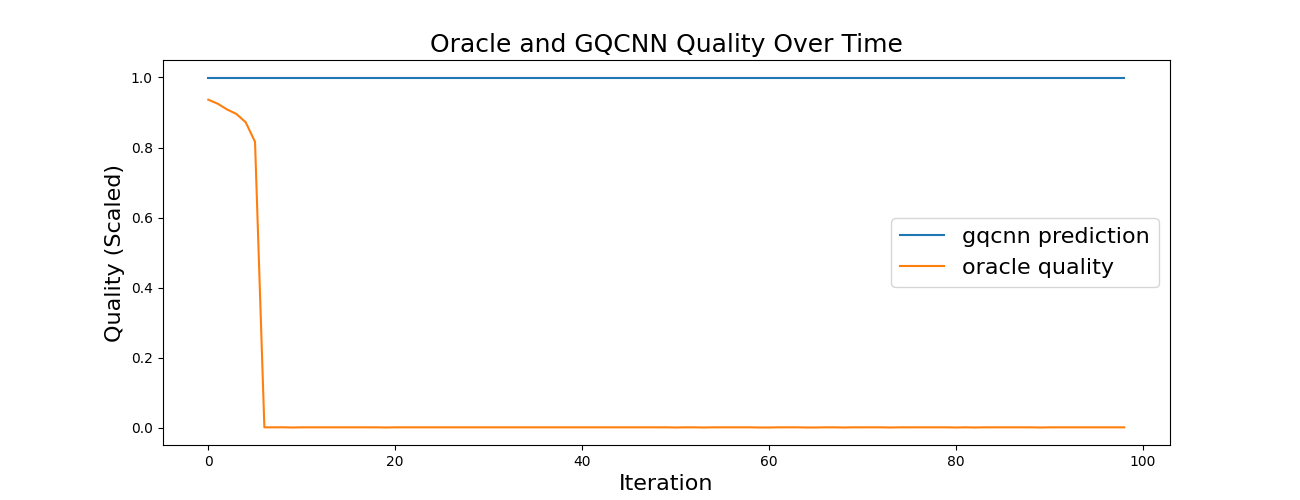 Oracle and GQCNN Quality Over Time
Quality (Scaled)
1.0
0.8
0.6
0.4
0.2
0.0
gqcnn prediction
oracle quality
0 20 40 60 80 100
Iteration